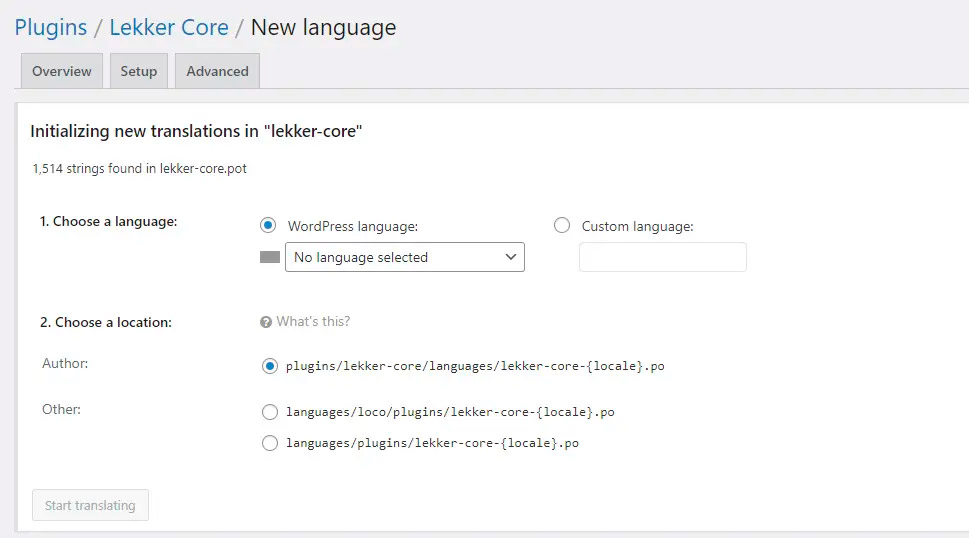 Plugins / Lekker Core / New language
Overview Setup Advanced
Initializing new translations in "lekker-core"
1,514 strings found in lekker-core.pot
1. Choose a language: WordPress language: Custom language:
No language selected
2. Choose a location: What's this?
Author: plugins/lekker-core/languages/lekker-core-{locale}.po
Other: languages/loco/plugins/lekker-core-{locale}.po
languages/plugins/lekker-core-{locale}.po
Start translating